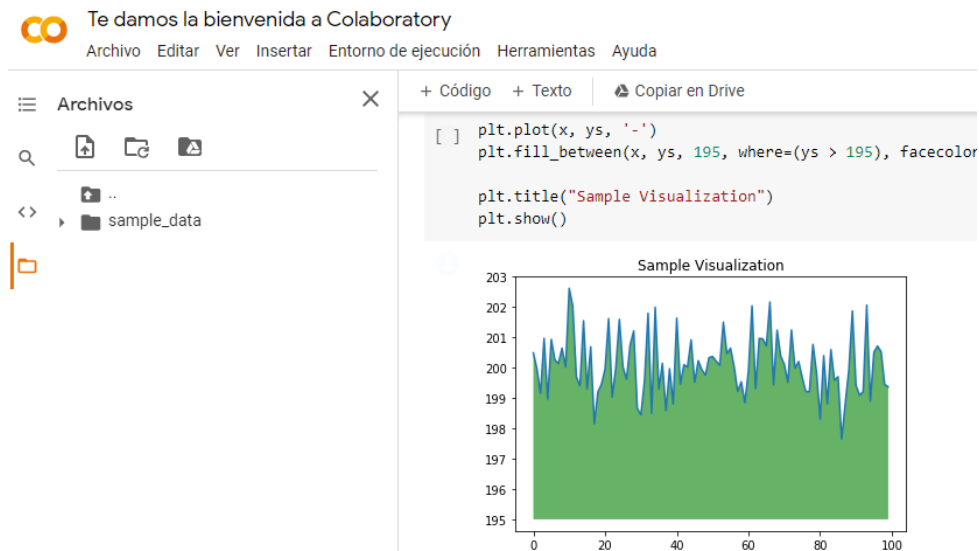 Te damos la bienvenida a Colaboratory
Archivo Editar Ver Insertar Entorno de ejecución Herramientas Ayuda
Archivos
+ Código + Texto Copiar en Drive
..
sample_data
[ ] plt.plot(x, ys, '-')
plt.fill_between(x, ys, 195, where=(ys > 195), facecolor
plt.title("Sample Visualization")
plt.show()
Sample Visualization
203
202
201
200
199
198
197
196
195
0 20 40 60 80 100